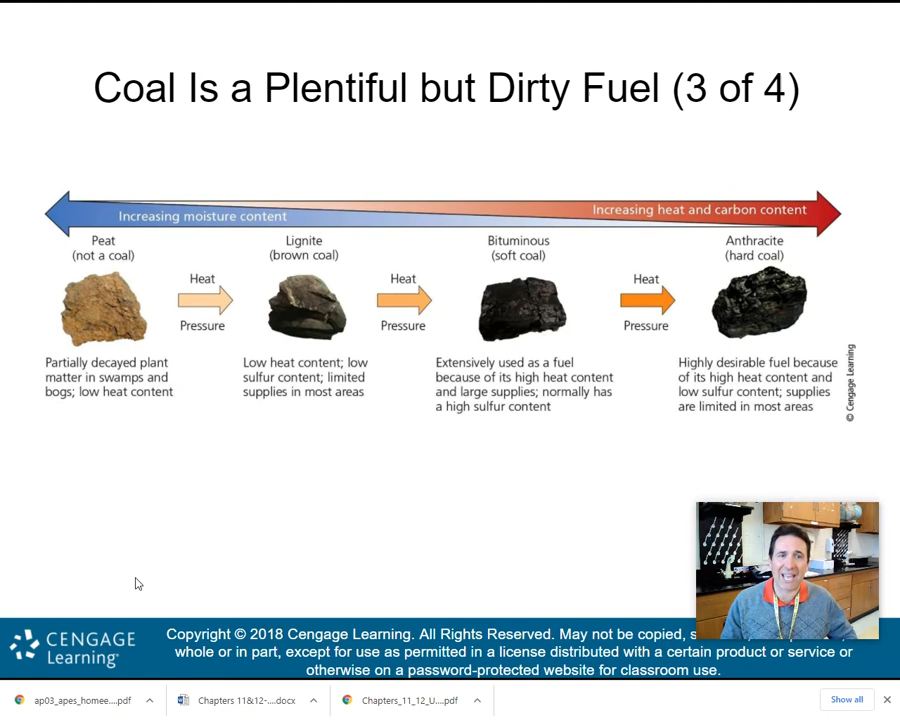 Coal Is a Plentiful but Dirty Fuel (3 of 4)
Increasing moisture content
Increasing heat and carbon content
Peat
(not a coal)
Heat
Pressure
Lignite
(brown coal)
Heat
Pressure
Bituminous
(soft coal)
Heat
Pressure
Anthracite
(hard coal)
Partially decayed plant
matter in swamps and
bogs; low heat content
Low heat content; low
sulfur content; limited
supplies in most areas
Extensively used as a fuel
because of its high heat content
and large supplies; normally has
a high sulfur content
Highly desirable fuel because
of its high heat content and
low sulfur content; supplies
are limited in most areas
© Cengage Learning
CENGAGE
Learning™
Copyright © 2018 Cengage Learning. All Rights Reserved. May not be copied,
whole or in part, except for use as permitted in a license distributed with a certain product or service or
otherwise on a password-protected website for classroom use.
ap03_apes_homee....pdf
Chapters 11&12-....docx
Chapters_11_12_U....pdf
Show all